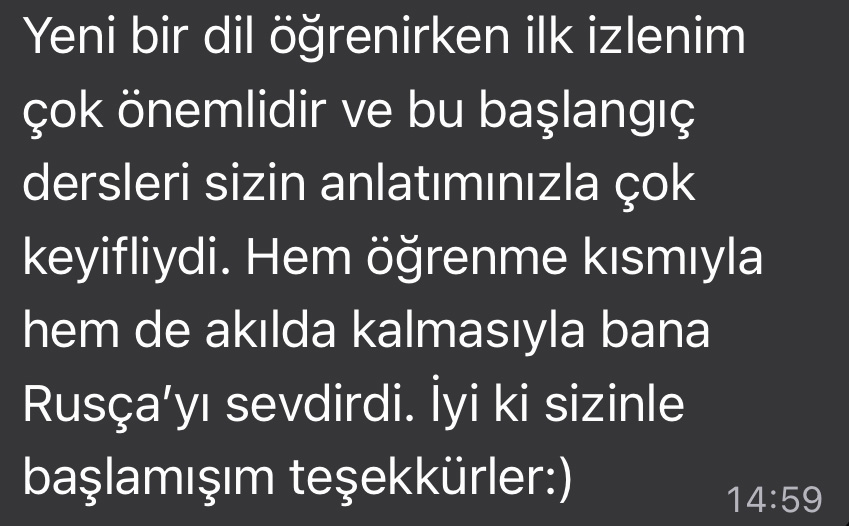 Yeni bir dil öğrenirken ilk izlenim
çok önemlidir ve bu başlangıç
dersleri sizin anlatımınızla çok
keyifliydi. Hem öğrenme kısmıyla
hem de akılda kalmasıyla bana
Rusça’yı sevdirdi. İyi ki sizinle
başlamışım teşekkürler:)
14:59